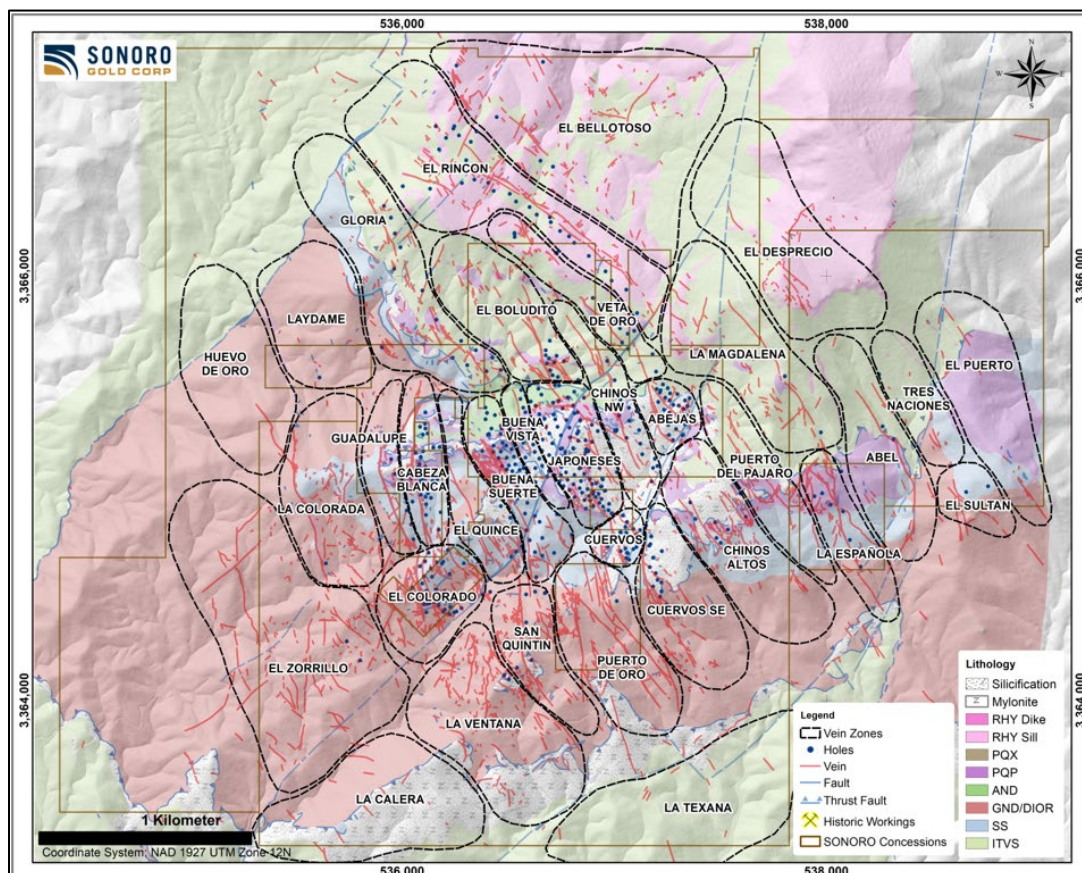 536,000
538,000
SONORO
GOLD CORP
N
W
E
S
EL BELLOTOSO
EL RINCON
GLORIA
EL DESPRECIO
3,366,000
3,366,000
LAYDAME
EL BOLUDITO
VETA
DE ORO
HUEVO
DE ORO
LA MAGDALENA
EL PUERTO
TRES
NACIONES
CHINOS
NW
ABEJAS
BUENA
VISTA
GUADALUPE
CABEZA
BLANCA
JAPONESES
PUERTO
DEL PAJARO
ABEL
BUENA
SUERTE
LA COLORADA
EL SULTAN
EL QUINCE
CUERVOS
CHINOS
ALTOS
LA ESPAÑOLA
EL COLORADO
CUERVOS SE
SAN
QUINTIN
EL ZORRILLO
PUERTO
DE ORO
3,364,000
3,364,000
LA VENTANA
LA CALERA
LA TEXANA
Legend
Vein Zones
Holes
Vein
Fault
Thrust Fault
Historic Workings
SONORO Concessions
Lithology
Silicification
Mylonite
RHY Dike
RHY Sill
PQX
PQP
AND
GND/DIOR
SS
ITVS
1 Kilometer
Coordinate System: NAD 1927 UTM Zone 12N
536,000
538,000